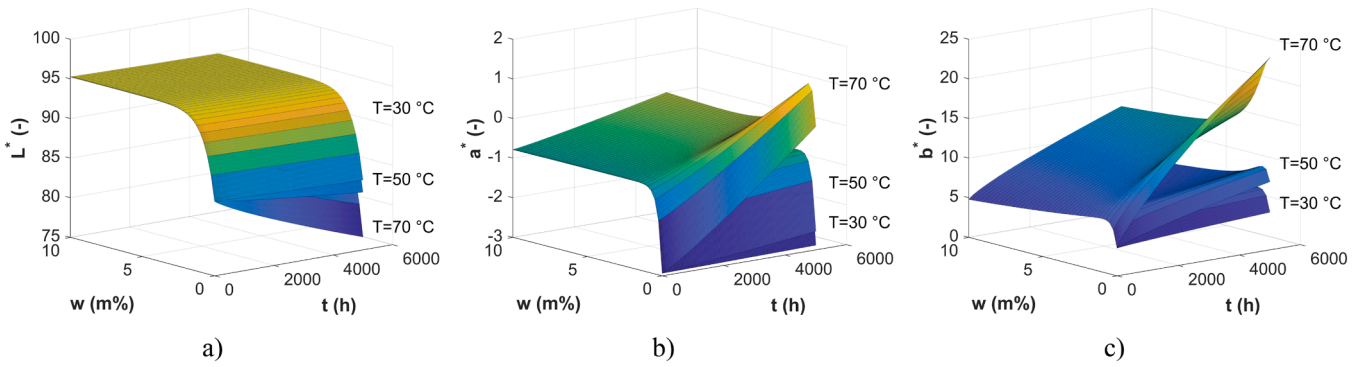 100
95
90
85
80
75
L* (-)
10
5
0
w (m%)
0
2000
4000
6000
t (h)
T=30 °C
T=50 °C
T=70 °C
a)
2
1
0
-1
-2
-3
a* (-)
10
5
0
w (m%)
0
2000
4000
6000
t (h)
T=70 °C
T=50 °C
T=30 °C
b)
25
20
15
10
5
0
b* (-)
10
5
0
w (m%)
0
2000
4000
6000
t (h)
T=70 °C
T=50 °C
T=30 °C
c)